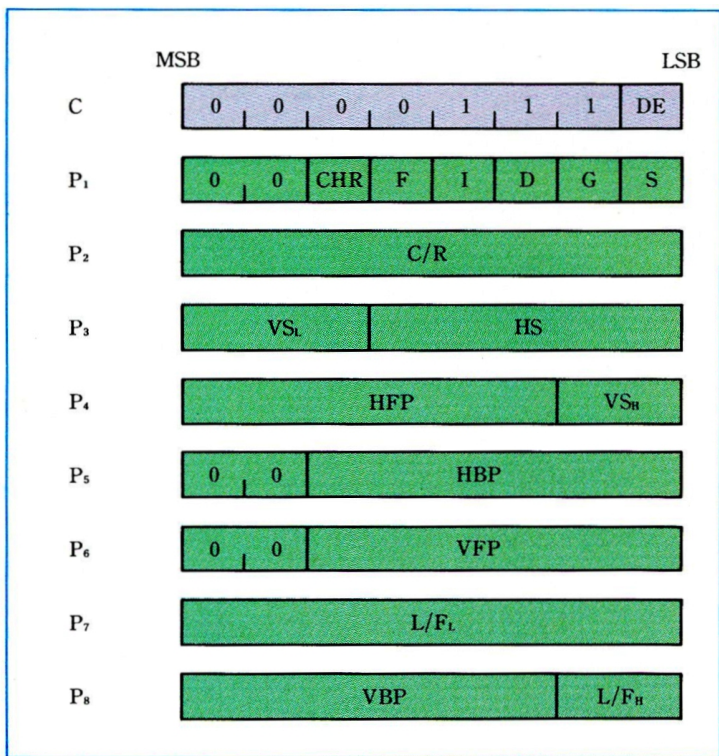 MSB LSB
C 0 0 0 0 1 1 1 DE
P₁ 0 0 CHR F I D G S
P₂ C/R
P₃ VSL HS
P₄ HFP VSH
P₅ 0 0 HBP
P₆ 0 0 VFP
P₇ L/FL
P₈ VBP L/FH